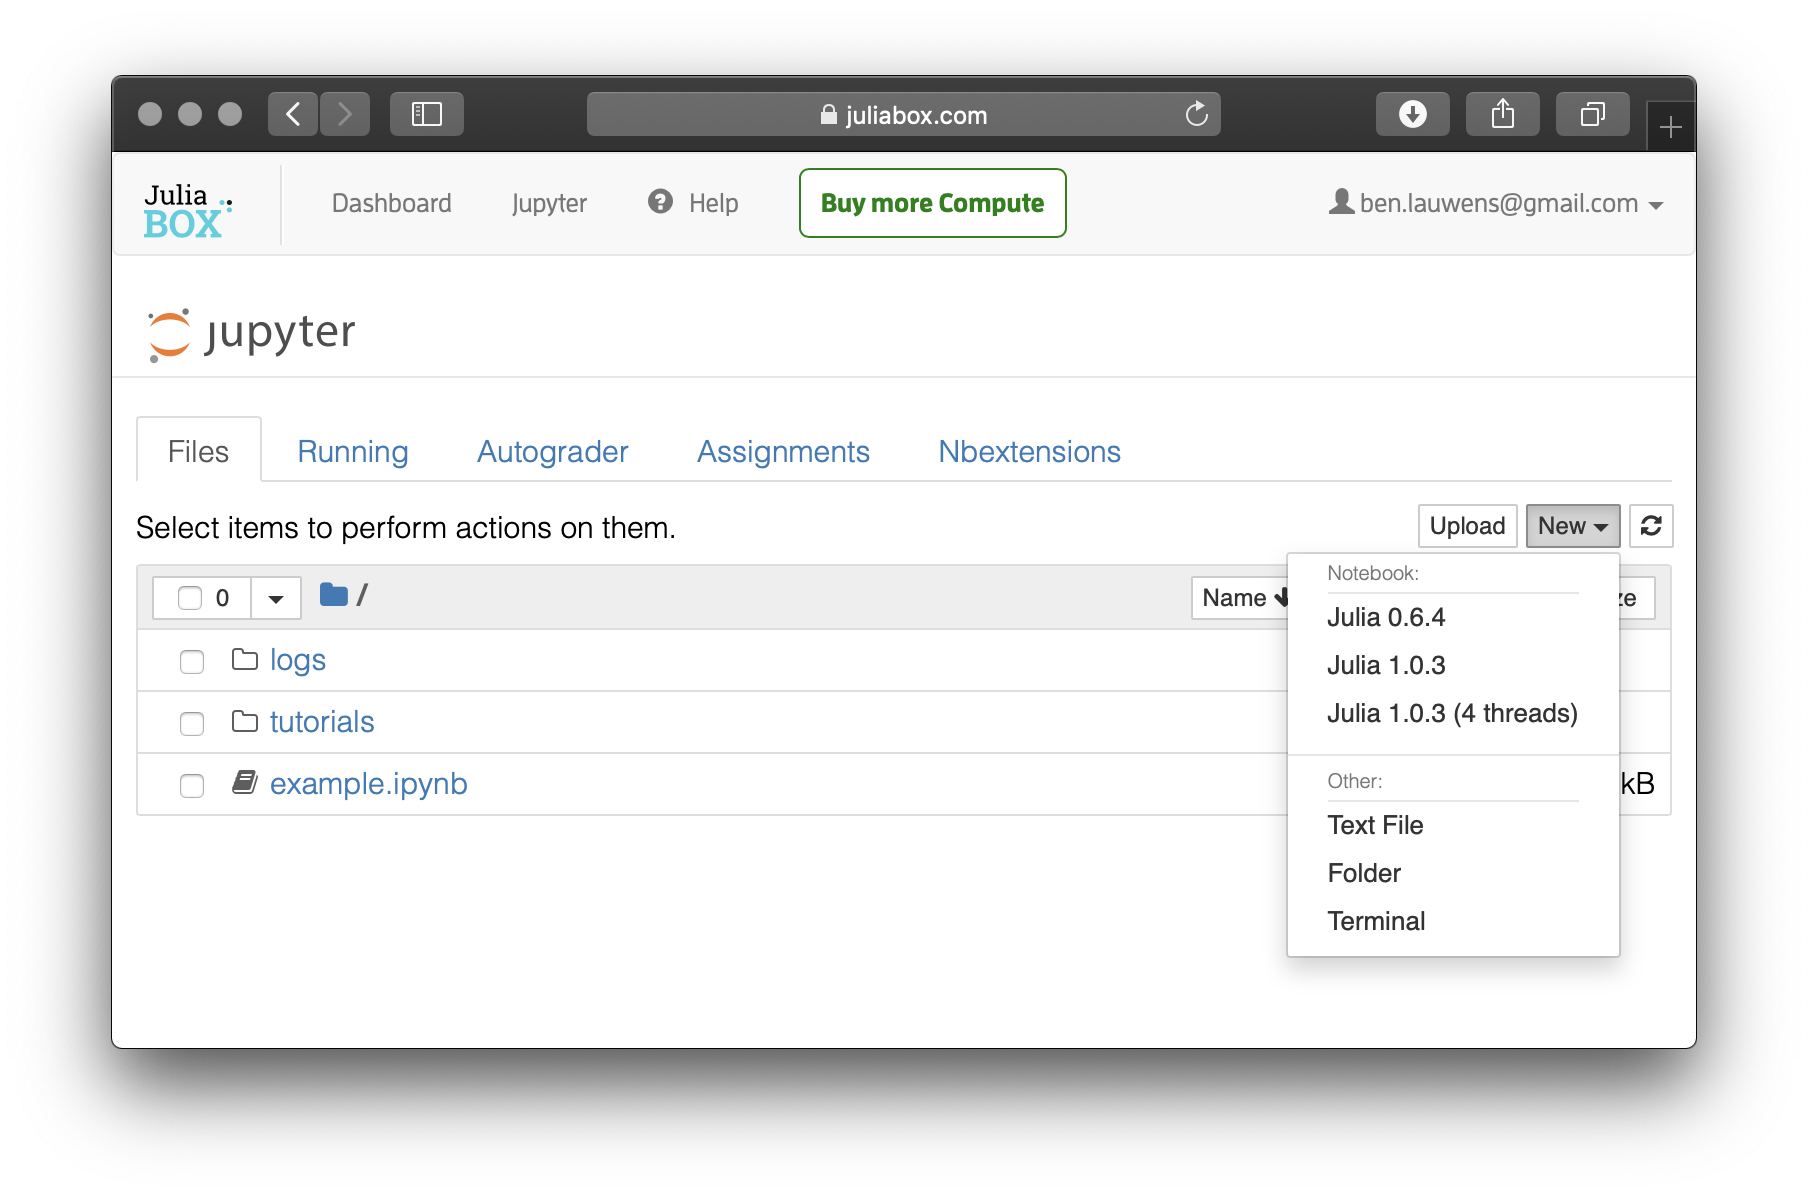 juliabox.com
Julia
BOX
Dashboard
Jupyter
Help
Buy more Compute
ben.lauwens@gmail.com
jupyter
Files
Running
Autograder
Assignments
Nbextensions
Select items to perform actions on them.
Upload
New
0
/
Name
ze
logs
tutorials
example.ipynb
kB
Notebook:
Julia 0.6.4
Julia 1.0.3
Julia 1.0.3 (4 threads)
Other:
Text File
Folder
Terminal